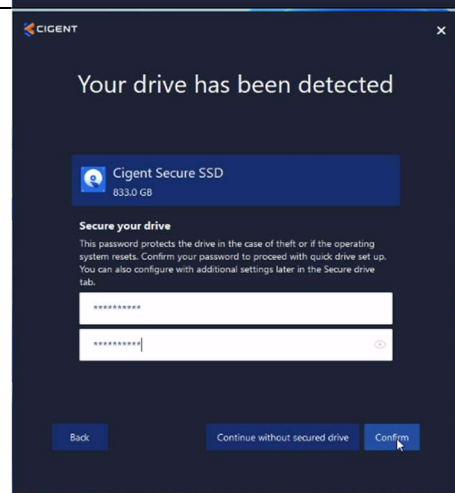 CIGENT
Your drive has been detected
Cigent Secure SSD
833.0 GB
Secure your drive
This password protects the drive in the case of theft or if the operating
system resets. Confirm your password to proceed with quick drive set up.
You can also configure with additional settings later in the Secure drive
tab.
**********
**********
Back
Continue without secured drive
Confirm